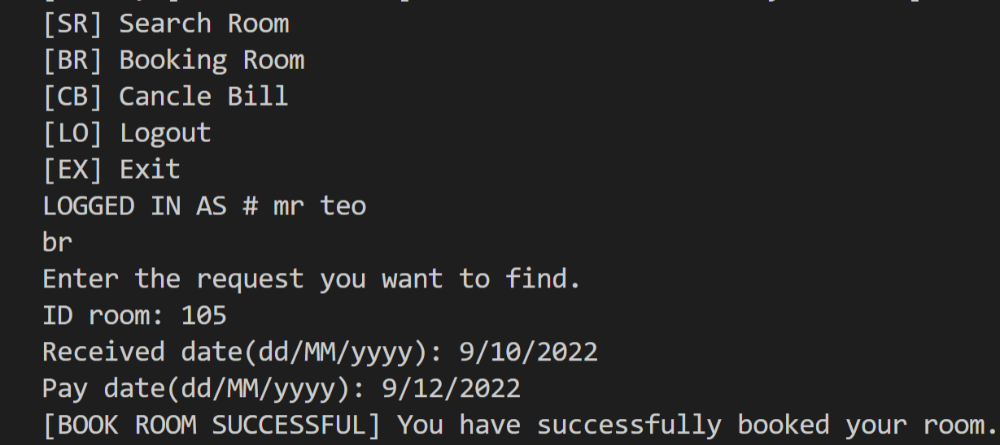 [SR] Search Room
[BR] Booking Room
[CB] Cancle Bill
[LO] Logout
[EX] Exit
LOGGED IN AS # mr teo
br
Enter the request you want to find.
ID room: 105
Received date(dd/MM/yyyy): 9/10/2022
Pay date(dd/MM/yyyy): 9/12/2022
[BOOK ROOM SUCCESSFUL] You have successfully booked your room.